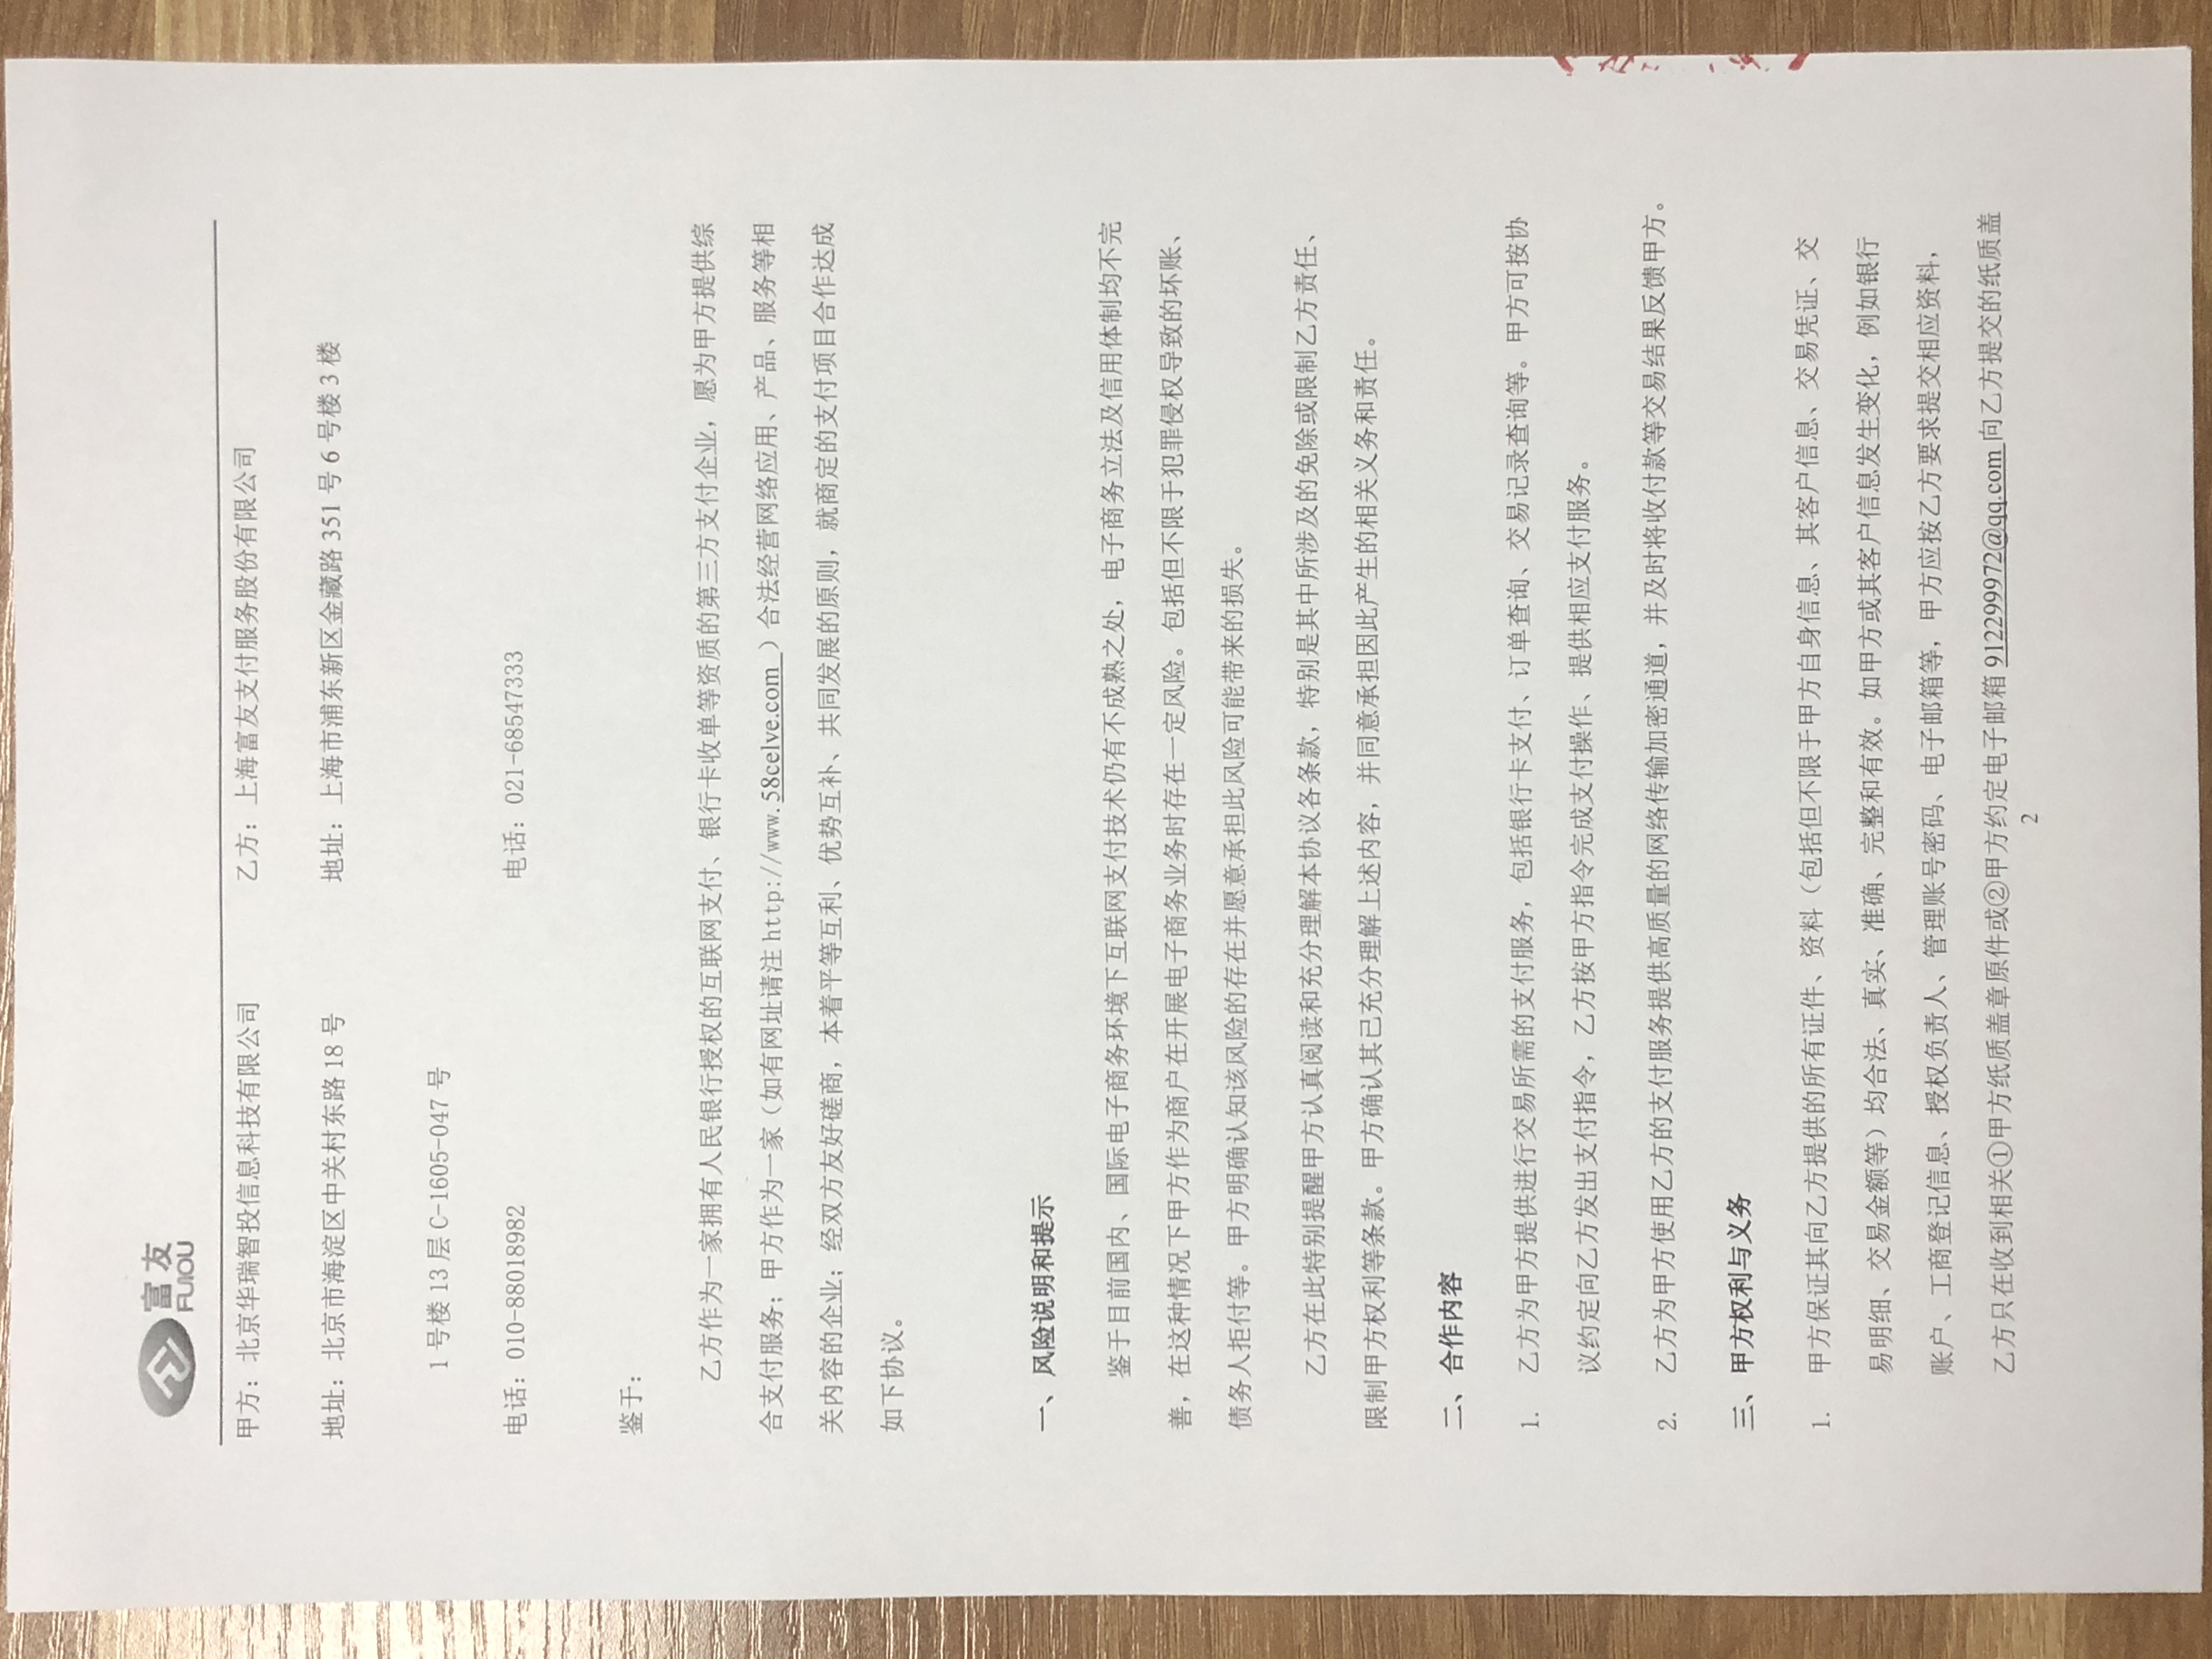 富友
FUIOU
甲方：北京华瑞智投信息科技有限公司 乙方：上海富友支付服务股份有限公司
地址：北京市海淀区中关村东路 18 号 地址：上海市浦东新区金藏路 351 号 6 号楼 3 楼
1 号楼 13 层 C-1605-047 号
电话：010-88018982 电话：021-68547333
鉴于：
乙方作为一家拥有人民银行授权的互联网支付、银行卡收单等资质的第三方支付企业，愿为甲方提供综
合支付服务；甲方作为一家（如有网址请注 http://www.58celve.com ）合法经营网络应用、产品、服务等相
关内容的企业；经双方友好磋商，本着平等互利、优势互补、共同发展的原则，就商定的支付项目合作达成
如下协议。
一、风险说明和提示
鉴于目前国内、国际电子商务环境下互联网支付技术仍有不成熟之处，电子商务立法及信用体制均不完
善，在这种情况下甲方作为商户在开展电子商务业务时存在一定风险。包括但不限于犯罪侵权导致的坏账、
债务人拒付等。甲方明确认知该风险的存在并愿意承担此风险可能带来的损失。
乙方在此特别提醒甲方认真阅读和充分理解本协议各条款，特别是其中所涉及的免除或限制乙方责任、
限制甲方权利等条款。甲方确认其已充分理解上述内容，并同意承担因此产生的相关义务和责任。
二、合作内容
1. 乙方为甲方提供进行交易所需的支付服务，包括银行卡支付、订单查询、交易记录查询等。甲方可按协
议约定向乙方发出支付指令，乙方按甲方指令完成支付操作、提供相应支付服务。
2. 乙方为甲方使用乙方的支付服务提供高质量的网络传输加密通道，并及时将收付款等交易结果反馈甲方。
三、甲方权利与义务
1. 甲方保证其向乙方提供的所有证件、资料（包括但不限于甲方自身信息、其客户信息、交易凭证、交
易明细、交易金额等）均合法、真实、准确、完整和有效。如甲方或其客户信息发生变化，例如银行
账户、工商登记信息、授权负责人、管理账号密码、电子邮箱等，甲方应按乙方要求提交相应资料，
乙方只在收到相关①甲方纸质盖章原件或②甲方约定电子邮箱 912299972@qq.com 向乙方提交的纸质盖
2